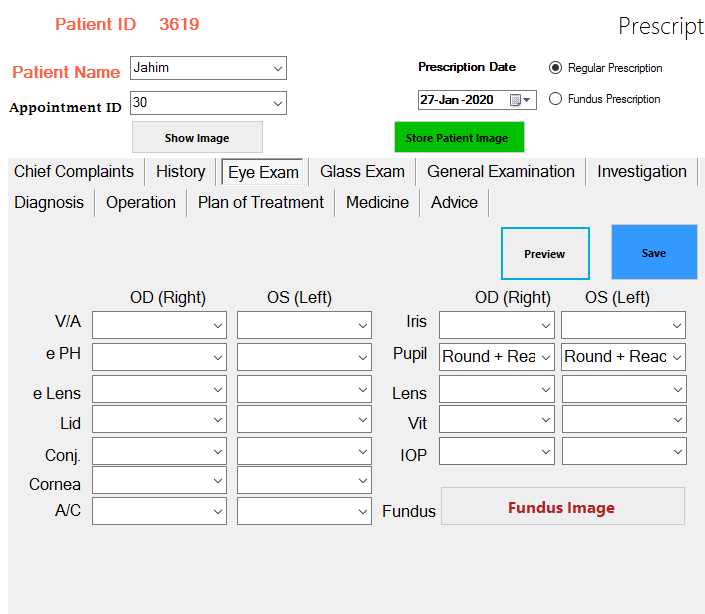 Patient ID 3619
Prescript
Patient Name Jahim
Prescription Date
Regular Prescription
Appointment ID 30
27-Jan-2020
Fundus Prescription
Show Image
Store Patient Image
Chief Complaints History Eye Exam Glass Exam General Examination Investigation
Diagnosis Operation Plan of Treatment Medicine Advice
Preview
Save
OD (Right) OS (Left)
V/A
e PH
e Lens
Lid
Conj.
Cornea
A/C
OD (Right) OS (Left)
Iris
Pupil Round + Rea Round + Reac
Lens
Vit
IOP
Fundus Fundus Image